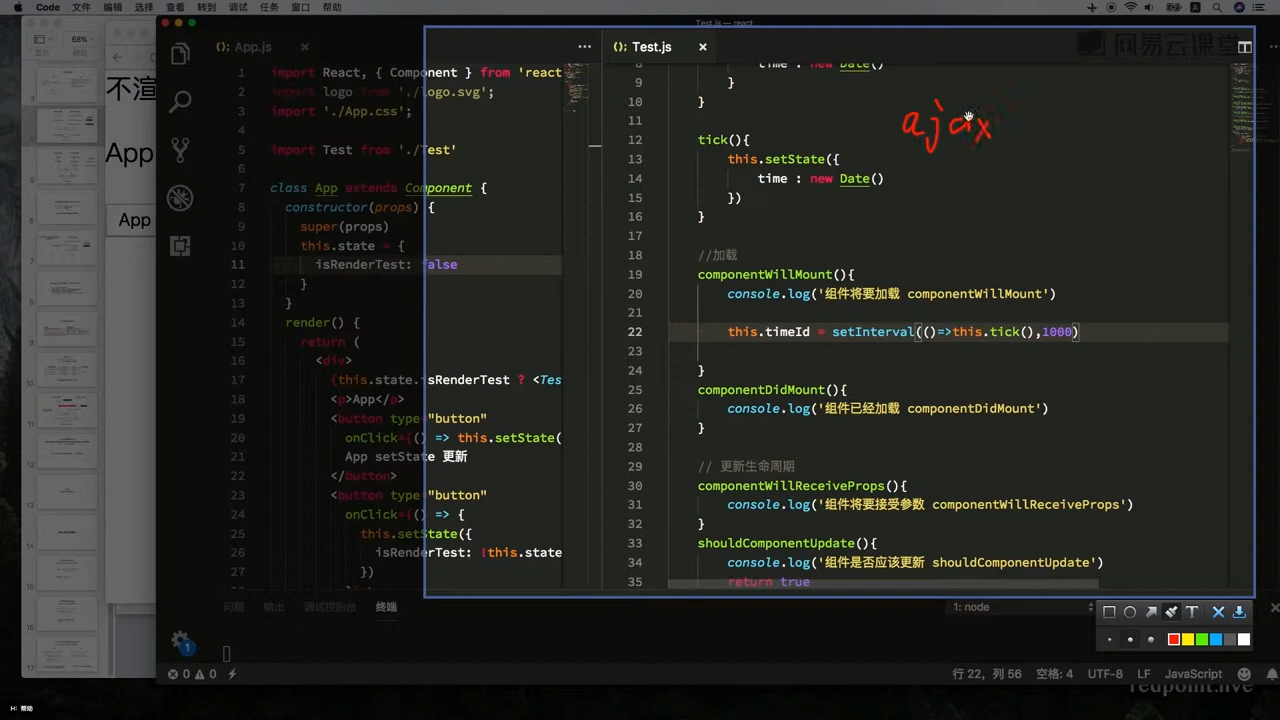 Code 文件 编辑 选择 查看 转到 调试 任务 窗口 帮助
Test.js — react
68%
不渲
App
App
App.js
1 import React, { Component } from 'react
2 import logo from './logo.svg';
3 import './App.css';
4
5 import Test from './Test'
6
7 class App extends Component {
8 constructor(props) {
9 super(props)
10 this.state = {
11 isRenderTest: false
12 }
13 }
14 render() {
15 return (
16 <div>
17 {this.state.isRenderTest ? <Tes
18 <p>App</p>
19 <button type="button"
20 onClick={() => this.setState(
21 App setState 更新
22 </button>
23 <button type="button"
24 onClick={() => {
25 this.setState({
26 isRenderTest: !this.state
27 })
Test.js
网易云课堂
8 time : new Date()
9 }
10 }
11
ajax
12 tick(){
13 this.setState({
14 time : new Date()
15 })
16 }
17
18 //加载
19 componentWillMount(){
20 console.log('组件将要加载 componentWillMount')
21
22 this.timeId = setInterval(()=>this.tick(),1000)
23
24 }
25 componentDidMount(){
26 console.log('组件已经加载 componentDidMount')
27 }
28
29 // 更新生命周期
30 componentWillReceiveProps(){
31 console.log('组件将要接受参数 componentWillReceiveProps')
32 }
33 shouldComponentUpdate(){
34 console.log('组件是否应该更新 shouldComponentUpdate')
35 return true
问题 输出 调试控制台 终端
1: node
1
0 0
行 22, 列 56 空格: 4 UTF-8 LF JavaScript
redpoint.live
H: 帮助